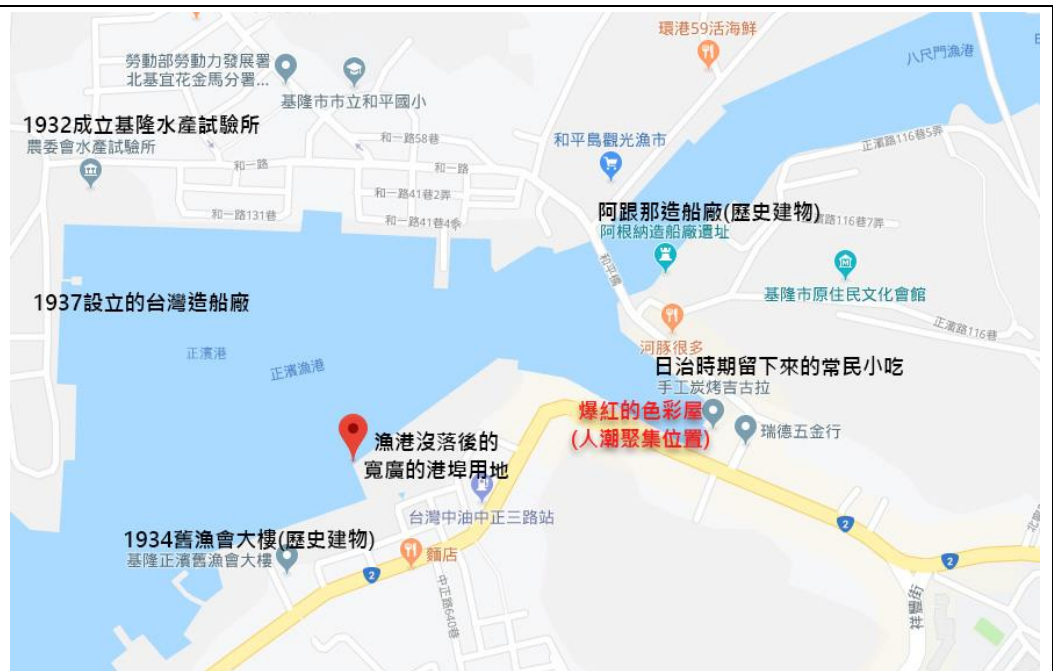 環港59活海鮮
八尺門漁港
勞動部勞動力發展署
北基宜花金馬分署...
基隆市市立和平國小
1932成立基隆水產試驗所
農委會水產試驗所
和一路58巷
和平島觀光漁市
正濱路116巷5弄
和一路
和一路
和一路41巷2弄
和一路131巷
和一路41巷4弄
阿跟那造船廠(歷史建物)
阿根納造船廠遺址
路116巷7弄
和平橋
基隆市原住民文化會館
1937設立的台灣造船廠
正濱路116巷
正濱港
正濱漁港
河豚很多
日治時期留下來的常民小吃
手工炭烤吉古拉
爆紅的色彩屋
(人潮聚集位置)
瑞德五金行
漁港沒落後的
寬廣的港埠用地
台灣中油中正三路站
2
1934舊漁會大樓(歷史建物)
基隆正濱舊漁會大樓
麵店
2
2
中正路640巷
祥豐街